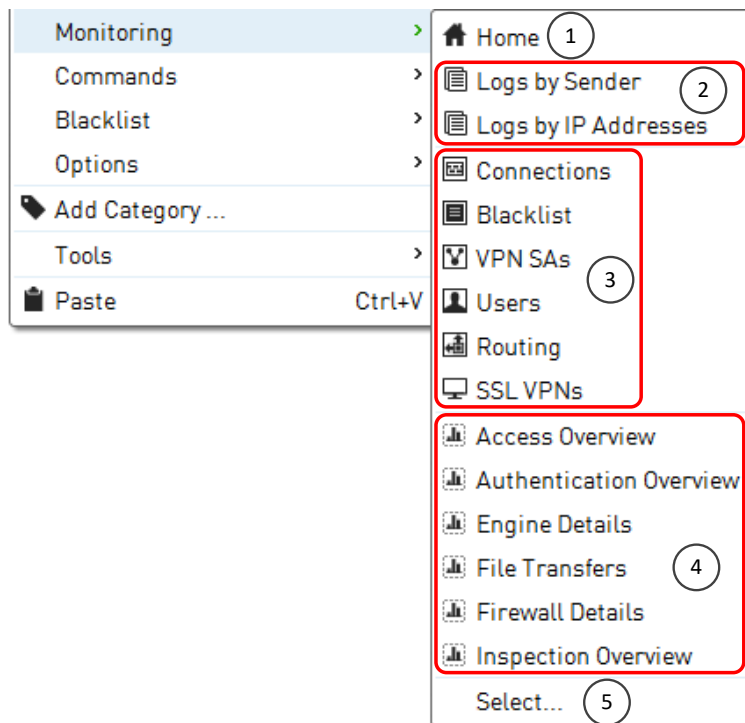 Monitoring
Commands
Blacklist
Options
Add Category ...
Tools
Paste Ctrl+V
Home 1
Logs by Sender
2
Logs by IP Addresses
Connections
Blacklist
VPN SAs
3
Users
Routing
SSL VPNs
Access Overview
Authentication Overview
Engine Details
File Transfers 4
Firewall Details
Inspection Overview
Select... 5